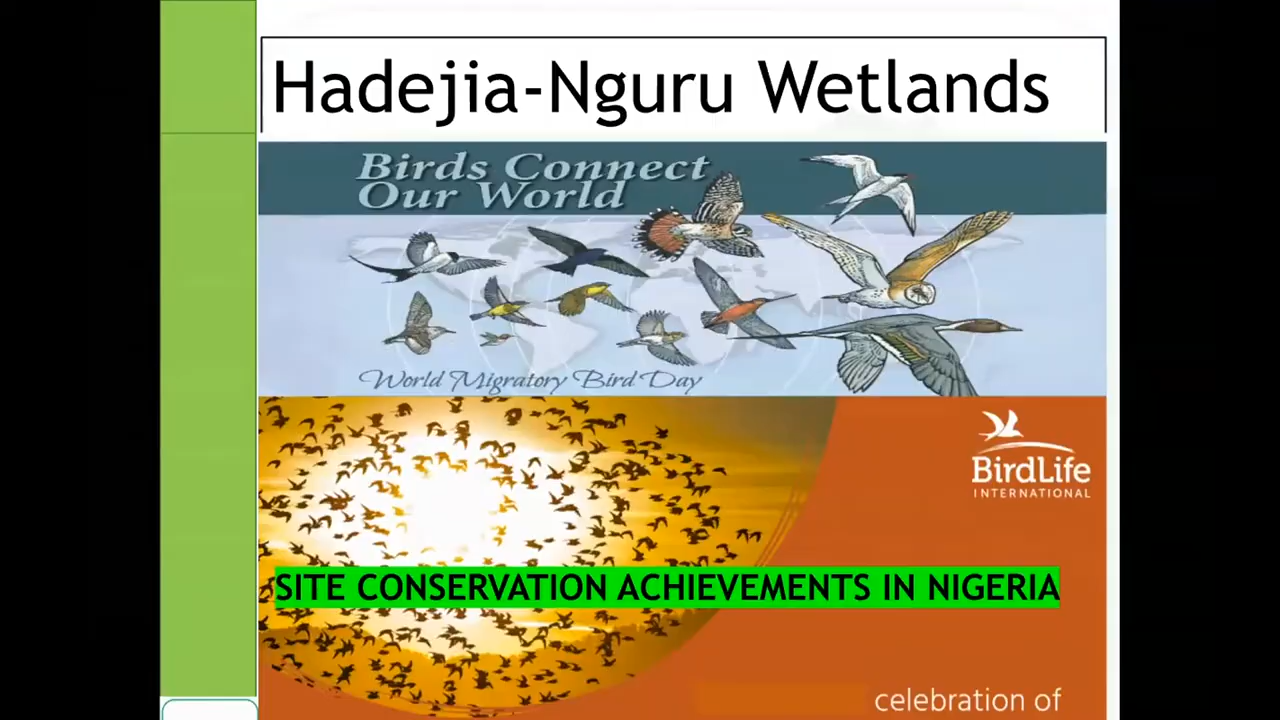 Hadejia-Nguru Wetlands
Birds Connect
Our World
World Migratory Bird Day
BirdLife
INTERNATIONAL
SITE CONSERVATION ACHIEVEMENTS IN NIGERIA
celebration of